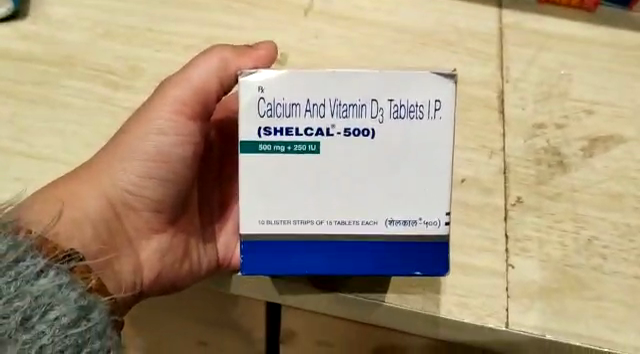 Rx
Calcium And Vitamin D3 Tablets I.P.
(SHELCAL®-500)
500 mg + 250 IU
10 BLISTER STRIPS OF 15 TABLETS EACH (शेलकाल®-५००)